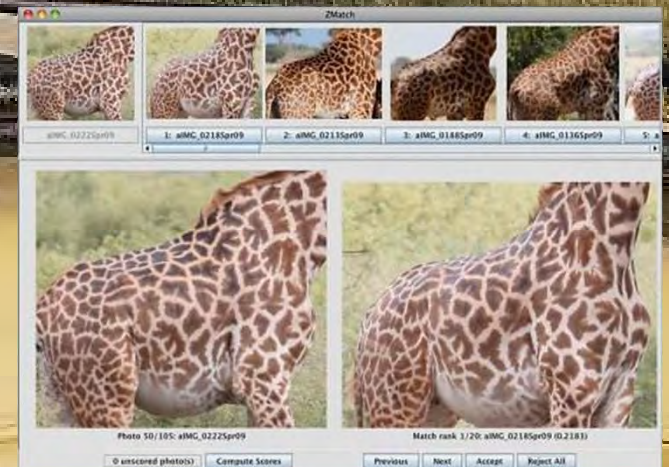 ZMatch
aIMG_0222Spr09
1: aIMG_0218Spr09
2: aIMG_0213Spr09
3: aIMG_0188Spr09
4: aIMG_0136Spr09
5: a
Photo 50/105: aIMG_0222Spr09
Match rank 1/20: aIMG_0218Spr09 (0.2183)
0 unscored photo(s)
Compute Scores
Previous
Next
Accept
Reject All